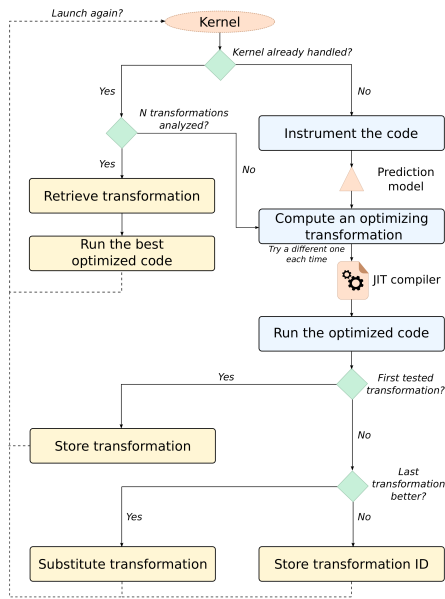 Launch again?
Kernel
Kernel already handled?
Yes
No
N transformations
analyzed?
Instrument the code
Yes
No
Prediction
model
Retrieve transformation
Compute an optimizing
transformation
Run the best
optimized code
Try a different one
each time
JIT compiler
Run the optimized code
Yes
First tested
transformation?
Store transformation
No
Last
transformation
better?
Yes
No
Substitute transformation
Store transformation ID